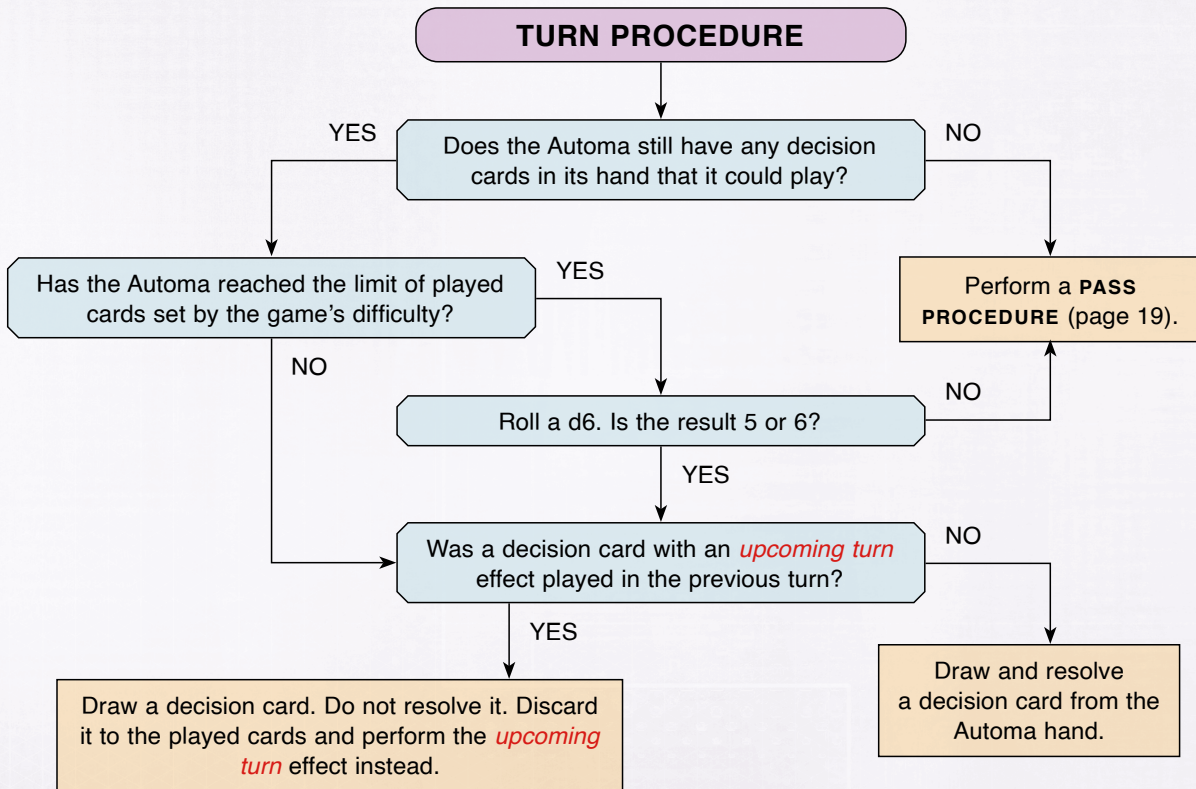 TURN PROCEDURE
YES
Does the Automa still have any decision
cards in its hand that it could play?
NO
Has the Automa reached the limit of played
cards set by the game's difficulty?
YES
Perform a PASS
PROCEDURE (page 19).
NO
Roll a d6. Is the result 5 or 6?
NO
YES
Was a decision card with an upcoming turn
effect played in the previous turn?
NO
YES
Draw a decision card. Do not resolve it. Discard
it to the played cards and perform the upcoming
turn effect instead.
Draw and resolve
a decision card from the
Automa hand.